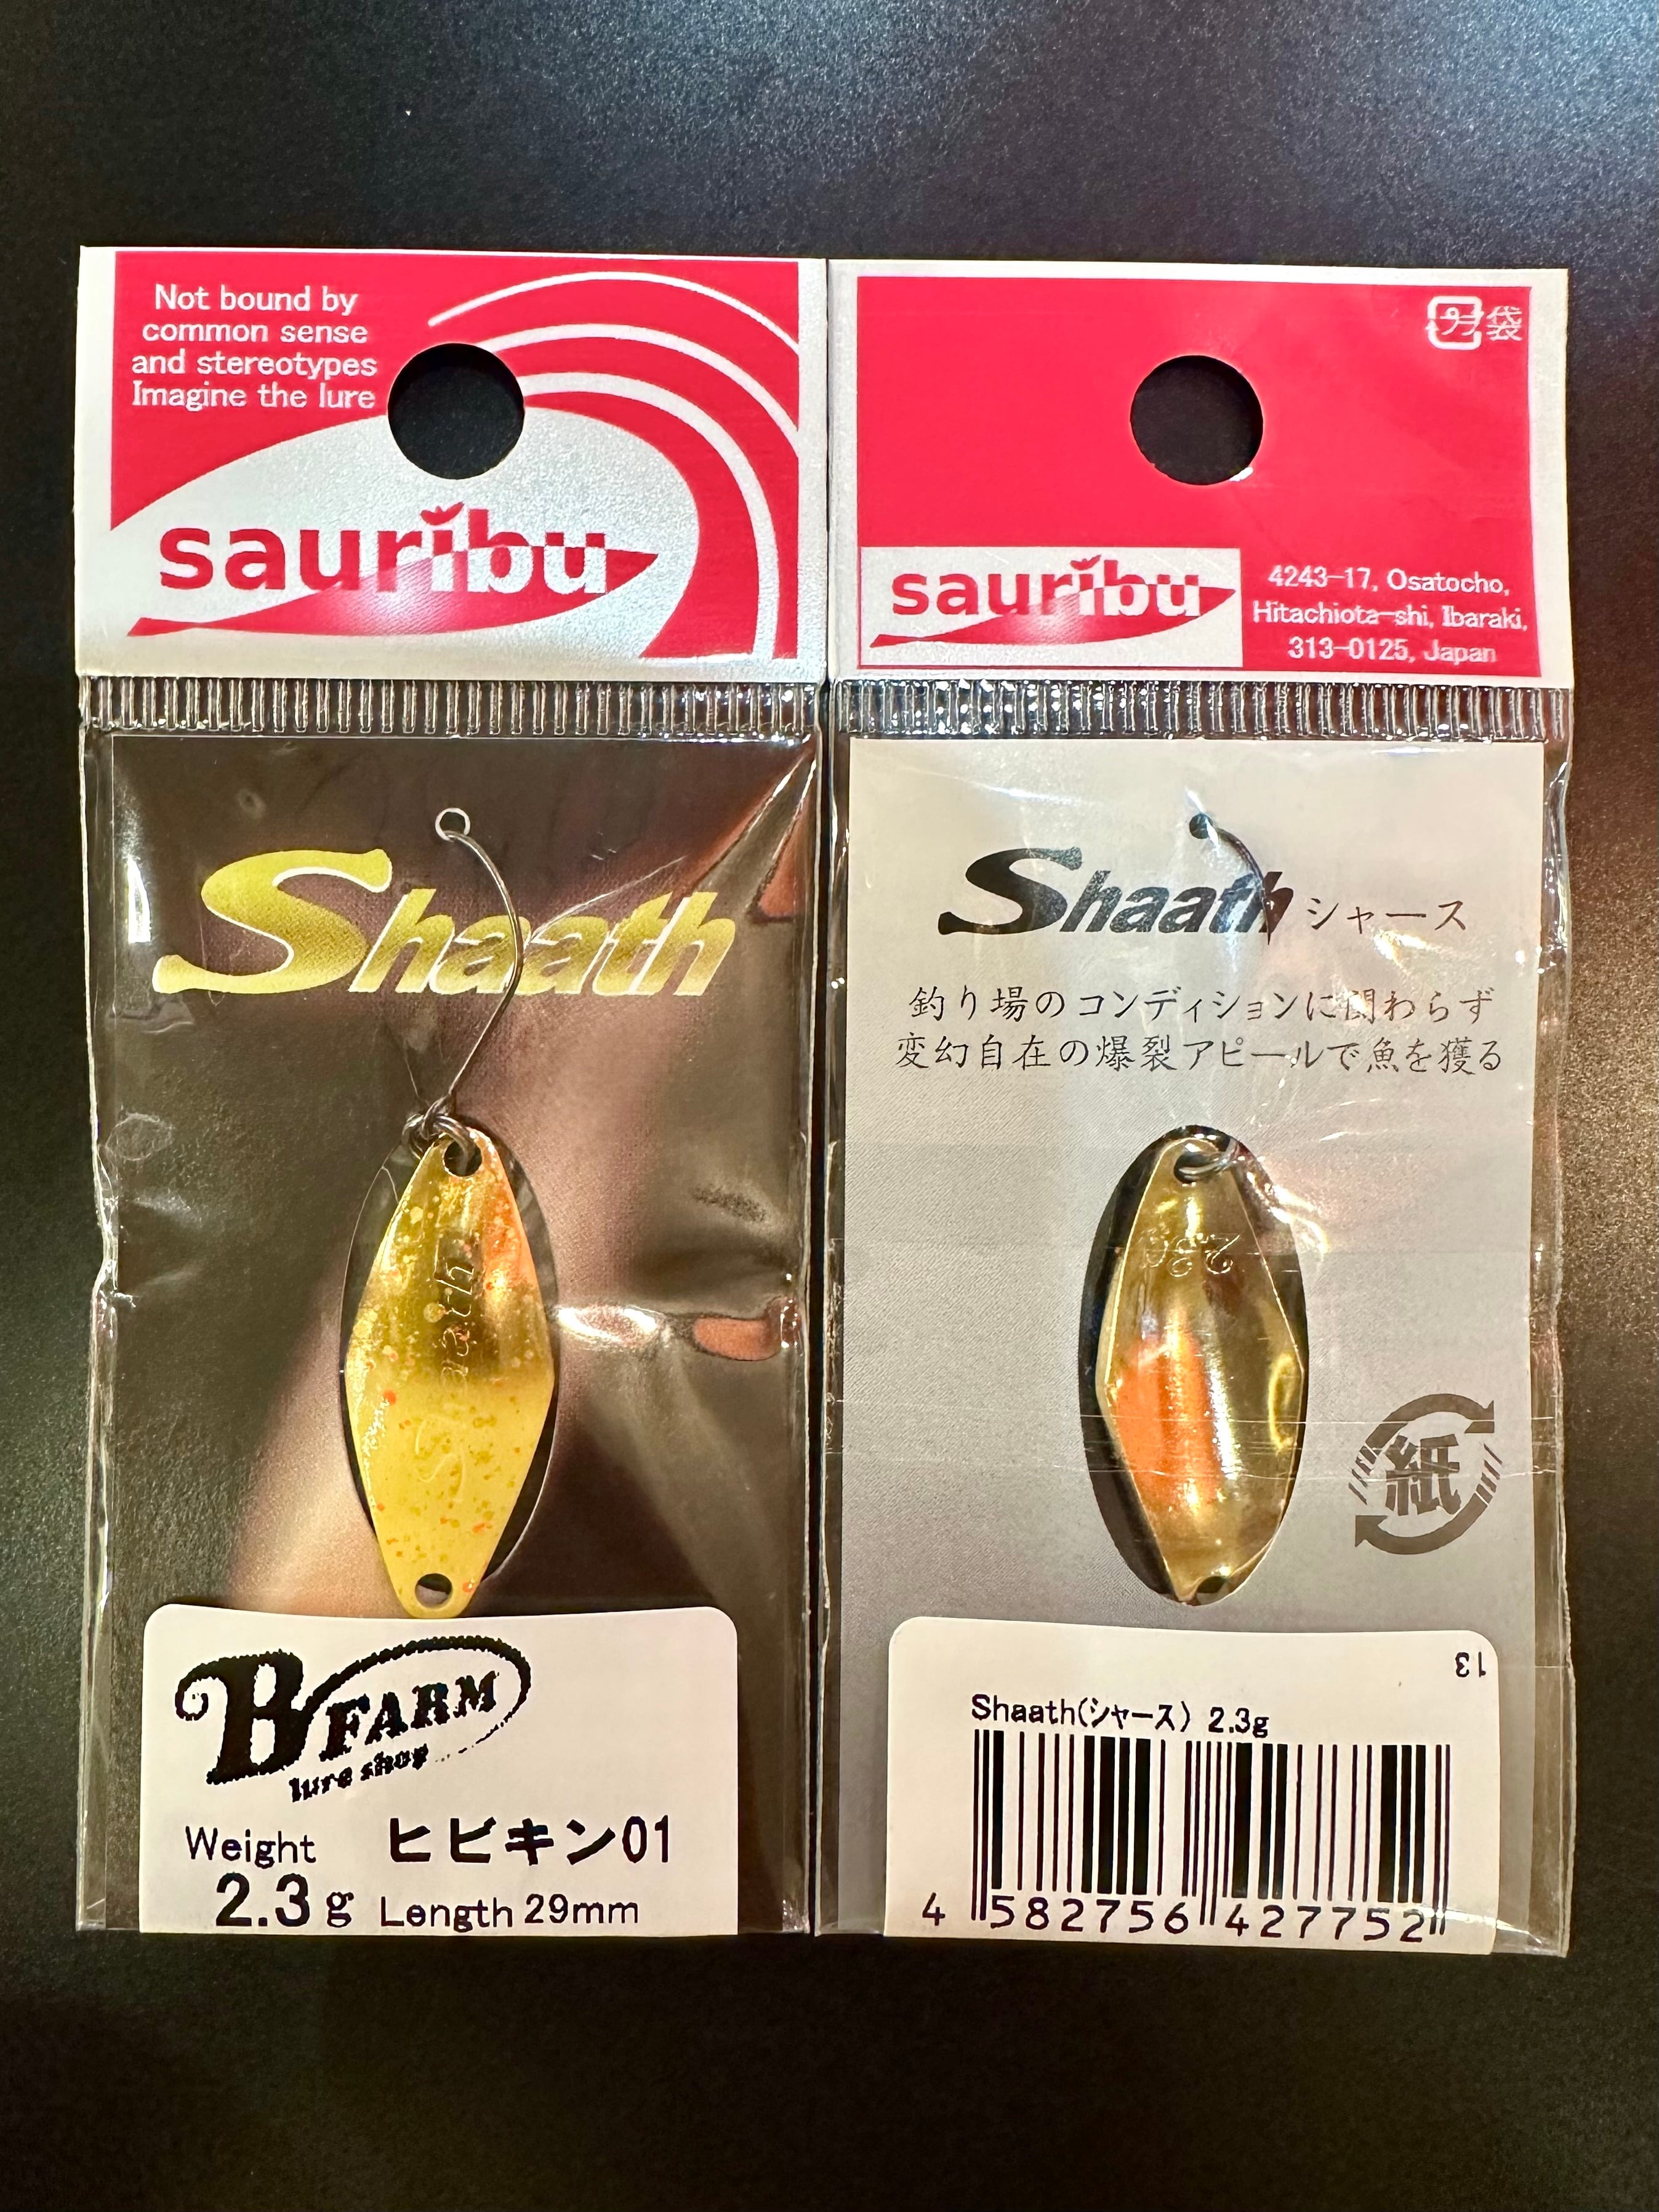 Not bound by
common sense
and stereotypes
Imagine the lure
sauribu
Shaath
Shaath
B FARM
lure shop
Weight ヒビキン01
2.3g Length 29mm
プラ 袋
sauribu
4243-17, Osatocho,
Hitachiota-shi, Ibaraki,
313-0125, Japan
Shaath シャース
釣り場のコンディションに関わらず
変幻自在の爆裂アピールで魚を獲る
紙
13
Shaath(シャース) 2.3g
4 582756 427752